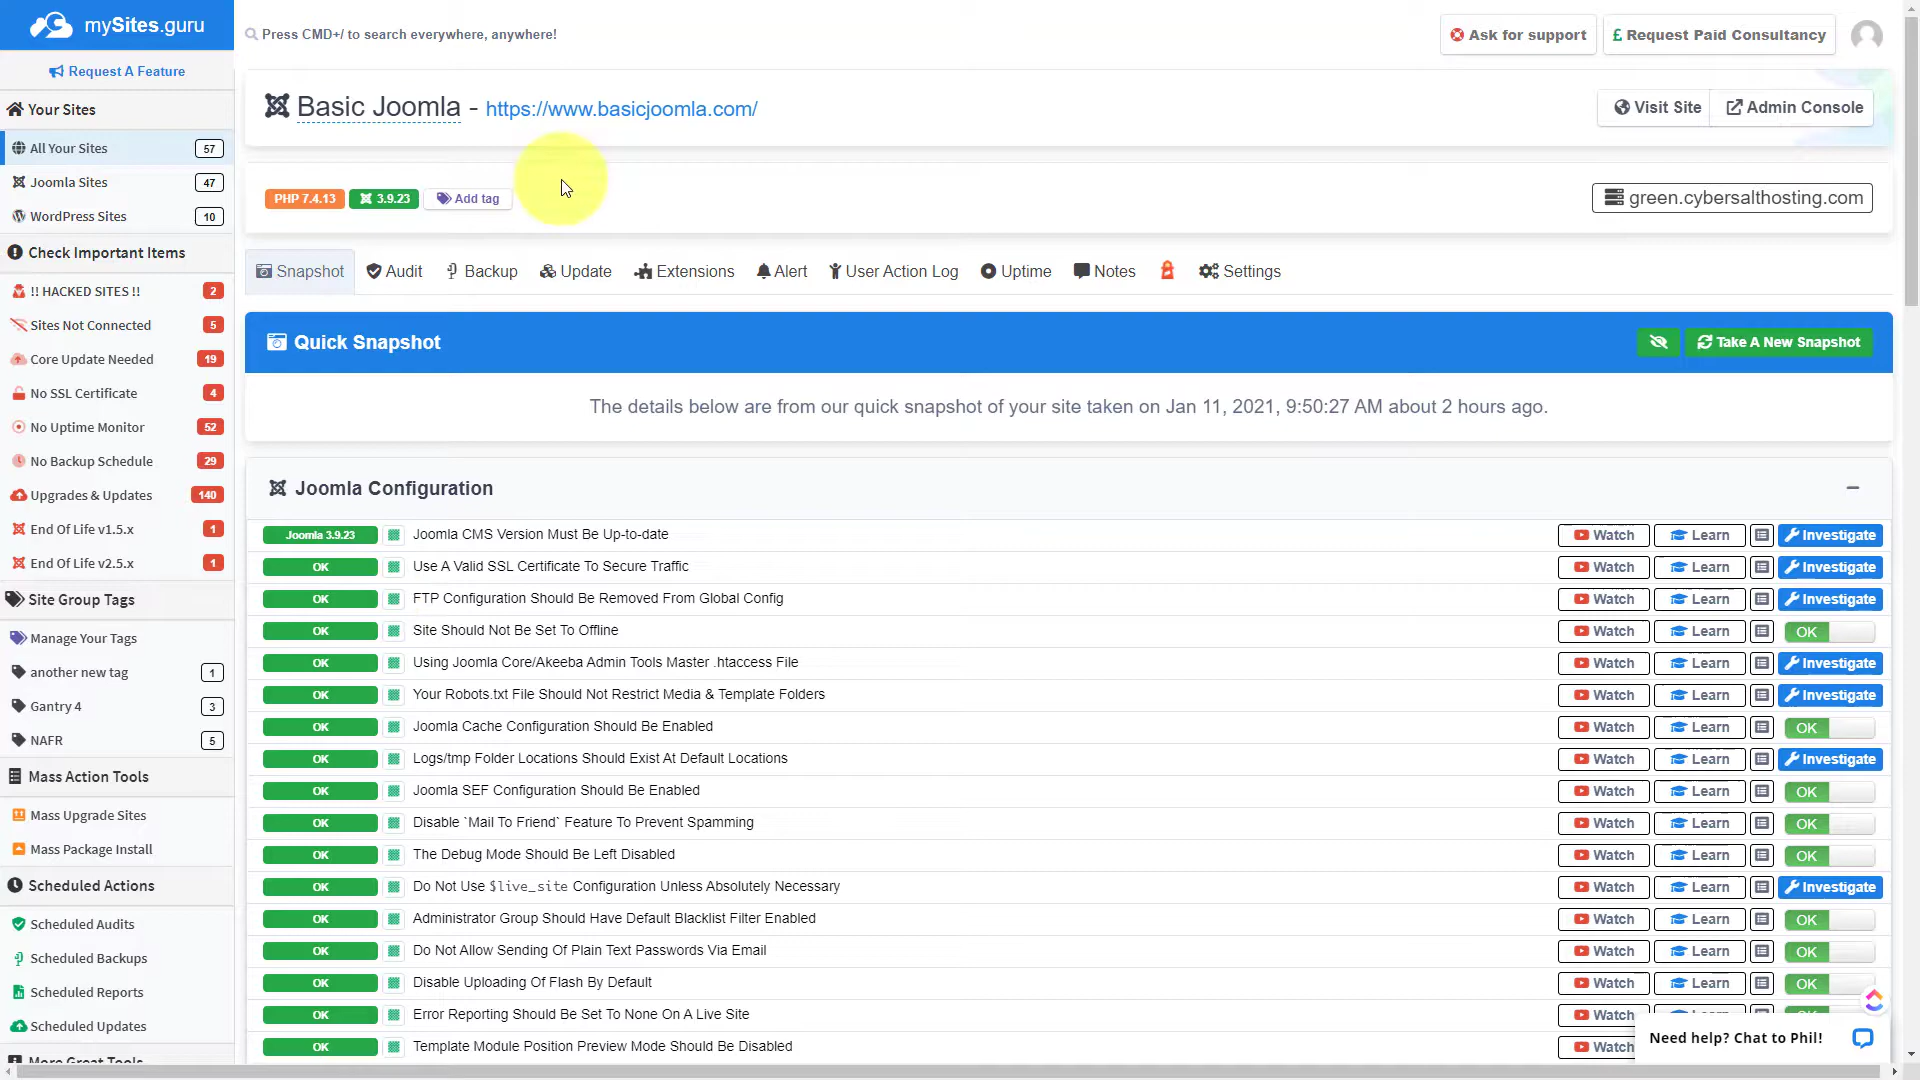 mySites.guru
Press CMD+/ to search everywhere, anywhere!
Ask for support
£ Request Paid Consultancy
Request A Feature
Your Sites
All Your Sites 57
Joomla Sites 47
WordPress Sites 10
Check Important Items
!! HACKED SITES !! 2
Sites Not Connected 5
Core Update Needed 19
No SSL Certificate 4
No Uptime Monitor 52
No Backup Schedule 29
Upgrades & Updates 140
End Of Life v1.5.x 1
End Of Life v2.5.x 1
Site Group Tags
Manage Your Tags
another new tag 1
Gantry 4 3
NAFR 5
Mass Action Tools
Mass Upgrade Sites
Mass Package Install
Scheduled Actions
Scheduled Audits
Scheduled Backups
Scheduled Reports
Scheduled Updates
More Great Tools
Basic Joomla - https://www.basicjoomla.com/
Visit Site Admin Console
PHP 7.4.13 3.9.23 Add tag
green.cybersalthosting.com
Snapshot Audit Backup Update Extensions Alert User Action Log Uptime Notes Settings
Quick Snapshot
Take A New Snapshot
The details below are from our quick snapshot of your site taken on Jan 11, 2021, 9:50:27 AM about 2 hours ago.
Joomla Configuration
Joomla 3.9.23 Joomla CMS Version Must Be Up-to-date Watch Learn Investigate
OK Use A Valid SSL Certificate To Secure Traffic Watch Learn Investigate
OK FTP Configuration Should Be Removed From Global Config Watch Learn Investigate
OK Site Should Not Be Set To Offline Watch Learn OK
OK Using Joomla Core/Akeeba Admin Tools Master .htaccess File Watch Learn Investigate
OK Your Robots.txt File Should Not Restrict Media & Template Folders Watch Learn Investigate
OK Joomla Cache Configuration Should Be Enabled Watch Learn OK
OK Logs/tmp Folder Locations Should Exist At Default Locations Watch Learn Investigate
OK Joomla SEF Configuration Should Be Enabled Watch Learn OK
OK Disable `Mail To Friend` Feature To Prevent Spamming Watch Learn OK
OK The Debug Mode Should Be Left Disabled Watch Learn OK
OK Do Not Use $live_site Configuration Unless Absolutely Necessary Watch Learn Investigate
OK Administrator Group Should Have Default Blacklist Filter Enabled Watch Learn OK
OK Do Not Allow Sending Of Plain Text Passwords Via Email Watch Learn OK
OK Disable Uploading Of Flash By Default Watch Learn OK
OK Error Reporting Should Be Set To None On A Live Site Watch
OK Template Module Position Preview Mode Should Be Disabled Watch
Need help? Chat to Phil!